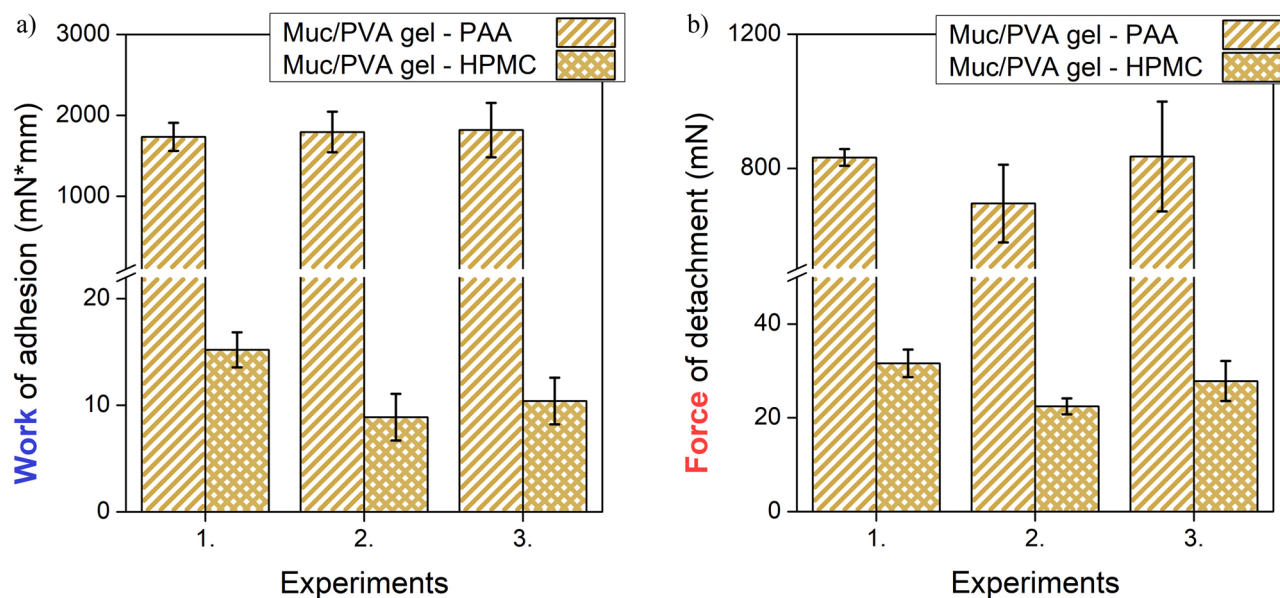 a)
Muc/PVA gel - PAA
Muc/PVA gel - HPMC
Work of adhesion (mN*mm)
3000
2000
1000
20
10
0
1. 2. 3.
Experiments
b)
Muc/PVA gel - PAA
Muc/PVA gel - HPMC
Force of detachment (mN)
1200
800
40
20
0
1. 2. 3.
Experiments